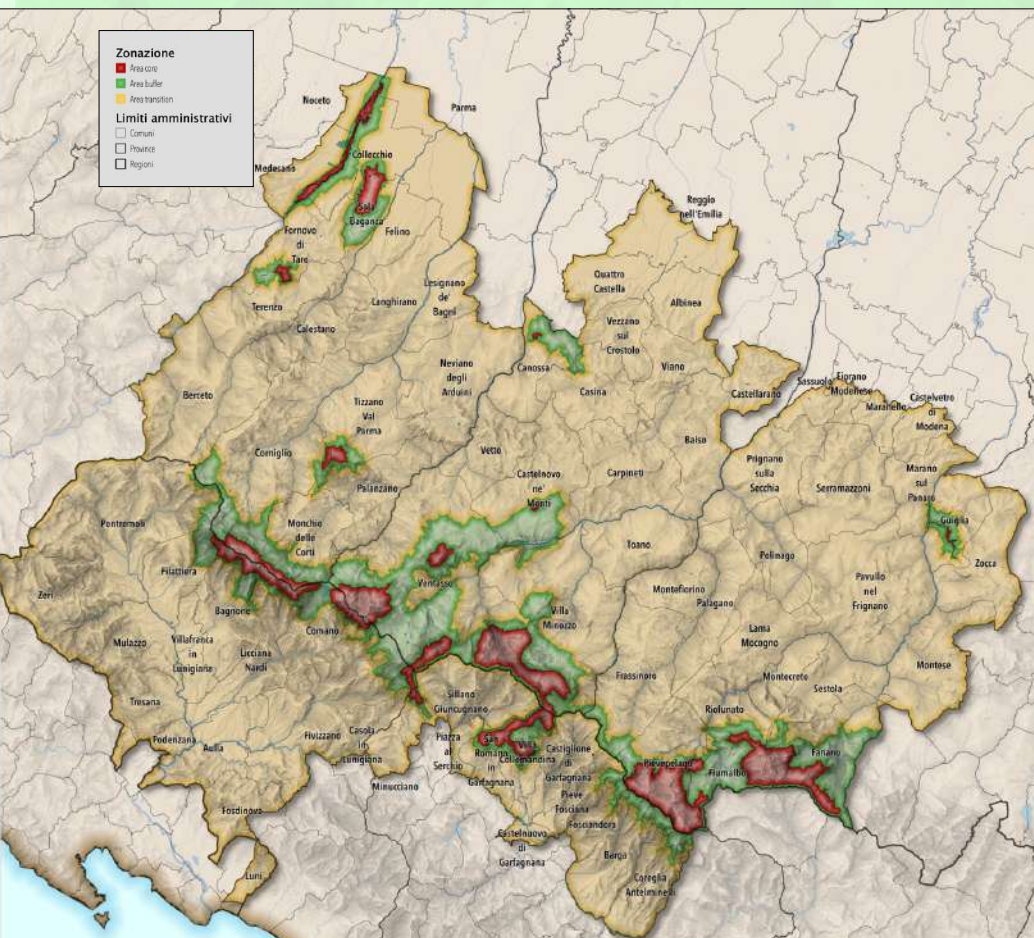 Zonazione
Area core
Area buffer
Area transition
Limiti amministrativi
Comuni
Province
Regioni
Noceto
Parma
Medesano
Collecchio
Sala
Baganza
Felino
Fornovo
di
Taro
Terenzo
Lesignano
de'
Bagni
Langhirano
Calestano
Reggio
nell'Emilia
Quattro
Castella
Albinea
Vezzano
sul
Crostolo
Viano
Canossa
Casina
Castellarano
Sassuolo
Fiorano
Modenese
Maranello
Castelvetro
di
Modena
Neviano
degli
Arduini
Berceto
Tizzano
Val
Parma
Corniglio
Palanzano
Vetto
Baiso
Castelnovo
ne'
Monti
Carpineti
Prignano
sulla
Secchia
Serramazzoni
Marano
sul
Panaro
Guiglia
Zocca
Pontremoli
Monchio
delle
Corti
Toano
Polinago
Filattiera
Ventasso
Zeri
Bagnone
Comano
Villa
Minozzo
Montefiorino
Palagano
Pavullo
nel
Frignano
Mulazzo
Villafranca
in
Lunigiana
Licciana
Nardi
Lama
Mocogno
Frassinoro
Montecreto
Sestola
Montese
Tresana
Sillano
Giuncugnano
Riolunato
Podenzana
Aulla
Fivizzano
Casola
in
Lunigiana
Piazza
al
Serchio
San
Romano
in
Garfagnana
Villa
Collemandina
Castiglione
di
Garfagnana
Pievepelago
Fiumalbo
Fanano
Minucciano
Pieve
Fosciana
Fosciandora
Fosdinovo
Castelnuovo
di
Garfagnana
Barga
Coreglia
Antelminelli
Luni